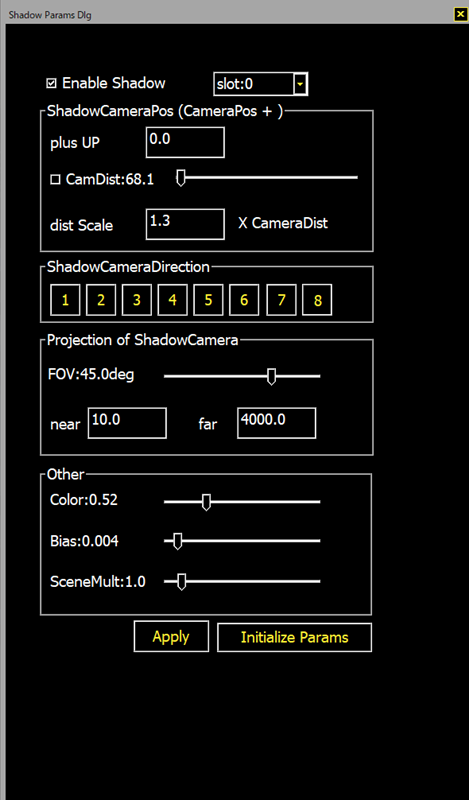 Shadow Params Dlg
Enable Shadow slot:0
ShadowCameraPos (CameraPos + )
plus UP 0.0
CamDist:68.1
dist Scale 1.3 X CameraDist
ShadowCameraDirection
1 2 3 4 5 6 7 8
Projection of ShadowCamera
FOV:45.0deg
near 10.0 far 4000.0
Other
Color:0.52
Bias:0.004
SceneMult:1.0
Apply Initialize Params